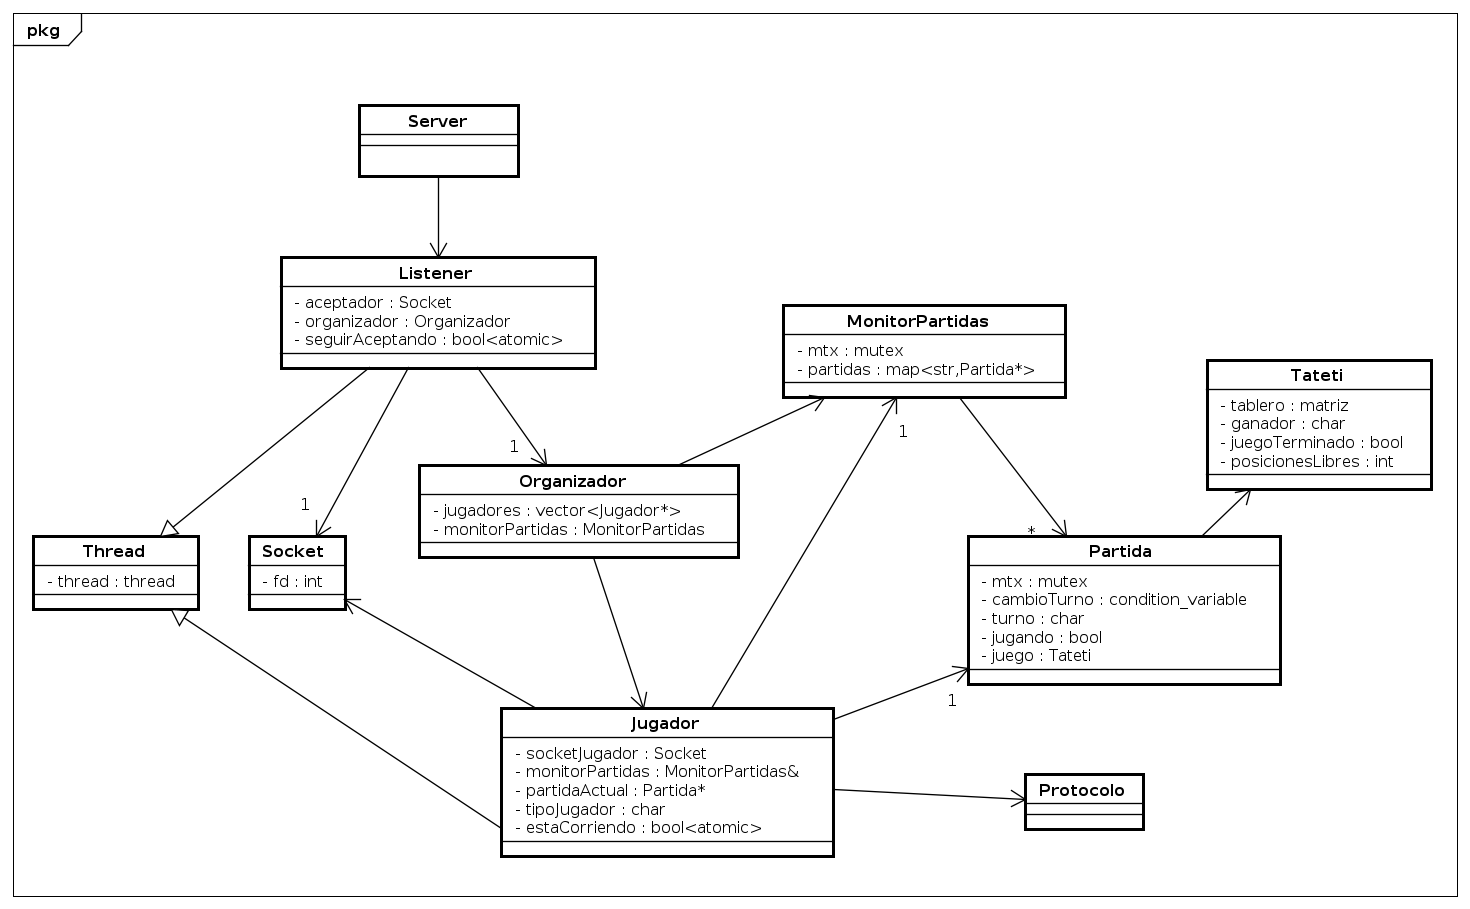 pkg
Server
Listener
- aceptador : Socket
- organizador : Organizador
- seguirAceptando : bool<atomic>
MonitorPartidas
- mtx : mutex
- partidas : map<str,Partida*>
Tateti
- tablero : matriz
- ganador : char
- juegoTerminado : bool
- posicionesLibres : int
1
1
1
Organizador
- jugadores : vector<Jugador*>
- monitorPartidas : MonitorPartidas
*
Thread
- thread : thread
Socket
- fd : int
Partida
- mtx : mutex
- cambioTurno : condition_variable
- turno : char
- jugando : bool
- juego : Tateti
1
Jugador
- socketJugador : Socket
- monitorPartidas : MonitorPartidas&
- partidaActual : Partida*
- tipoJugador : char
- estaCorriendo : bool<atomic>
Protocolo